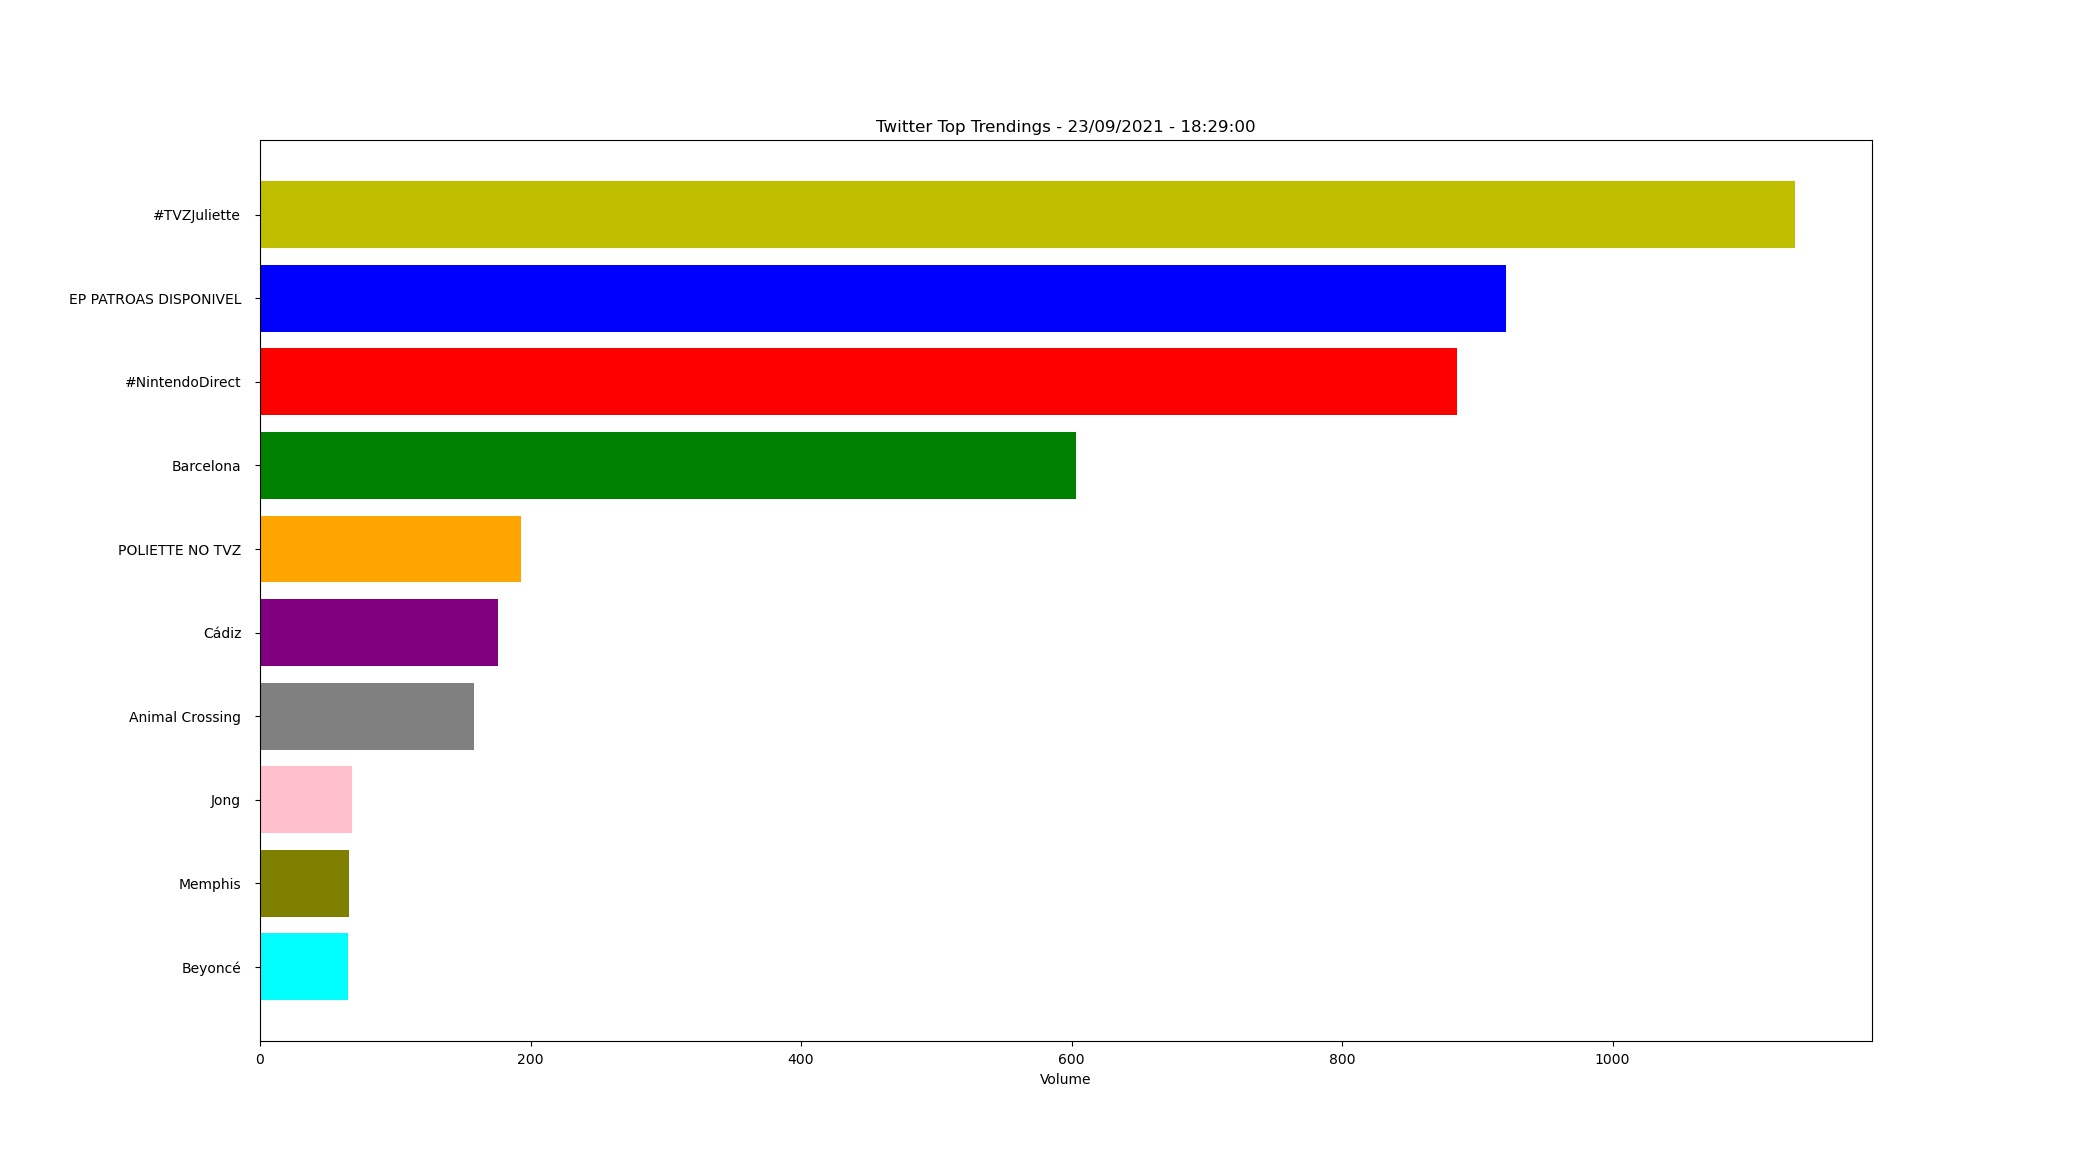 Twitter Top Trendings - 23/09/2021 - 18:29:00
#TVZJuliette
EP PATROAS DISPONIVEL
#NintendoDirect
Barcelona
POLIETTE NO TVZ
Cádiz
Animal Crossing
Jong
Memphis
Beyoncé
0 200 400 600 800 1000
Volume